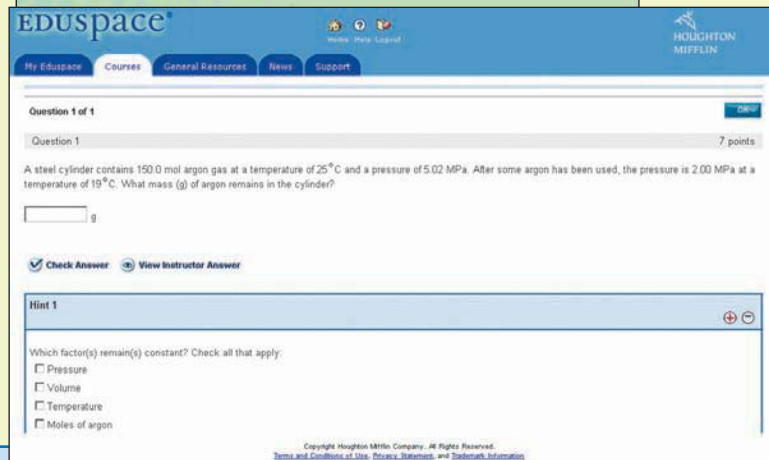 EDUSPACE®
Home Help Logout
HOUGHTON
MIFFLIN
My Eduspace Courses General Resources News Support
Question 1 of 1
Question 1 7 points
A steel cylinder contains 150.0 mol argon gas at a temperature of 25°C and a pressure of 5.02 MPa. After some argon has been used, the pressure is 2.00 MPa at a
temperature of 19°C. What mass (g) of argon remains in the cylinder?
g
Check Answer View Instructor Answer
Hint 1
Which factor(s) remain(s) constant? Check all that apply:
Pressure
Volume
Temperature
Moles of argon
Copyright Houghton Mifflin Company. All Rights Reserved.
Terms and Conditions of Use, Privacy Statement, and Trademark Information